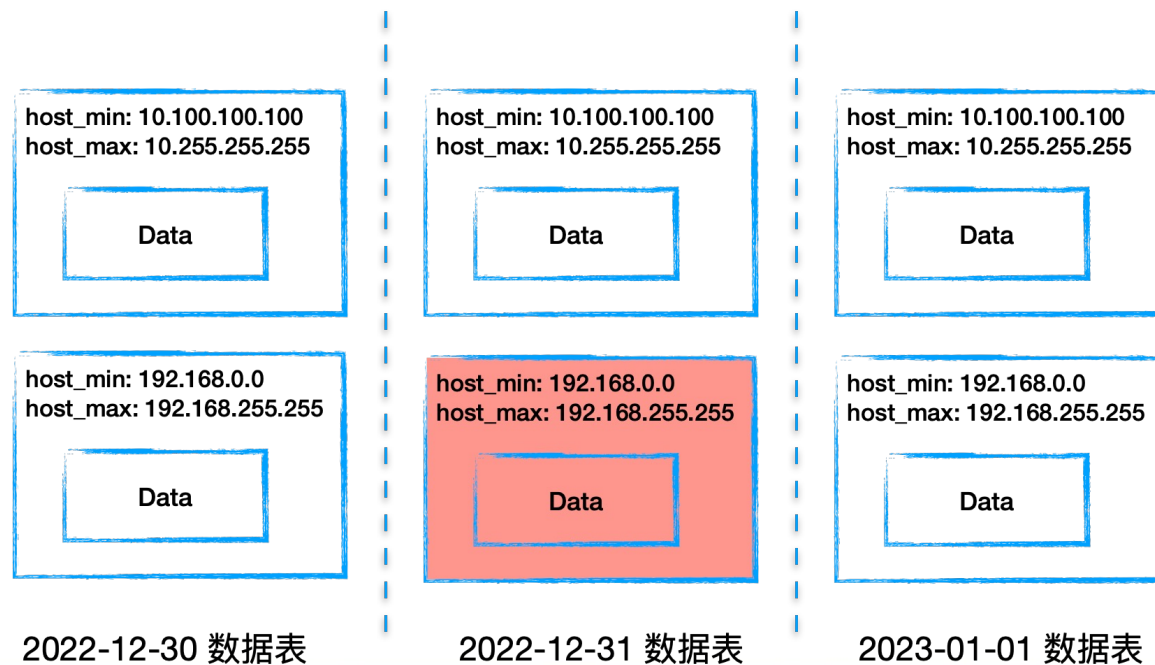 host_min: 10.100.100.100
host_max: 10.255.255.255
Data
host_min: 192.168.0.0
host_max: 192.168.255.255
Data
2022-12-30 数据表
host_min: 10.100.100.100
host_max: 10.255.255.255
Data
host_min: 192.168.0.0
host_max: 192.168.255.255
Data
2022-12-31 数据表
host_min: 10.100.100.100
host_max: 10.255.255.255
Data
host_min: 192.168.0.0
host_max: 192.168.255.255
Data
2023-01-01 数据表